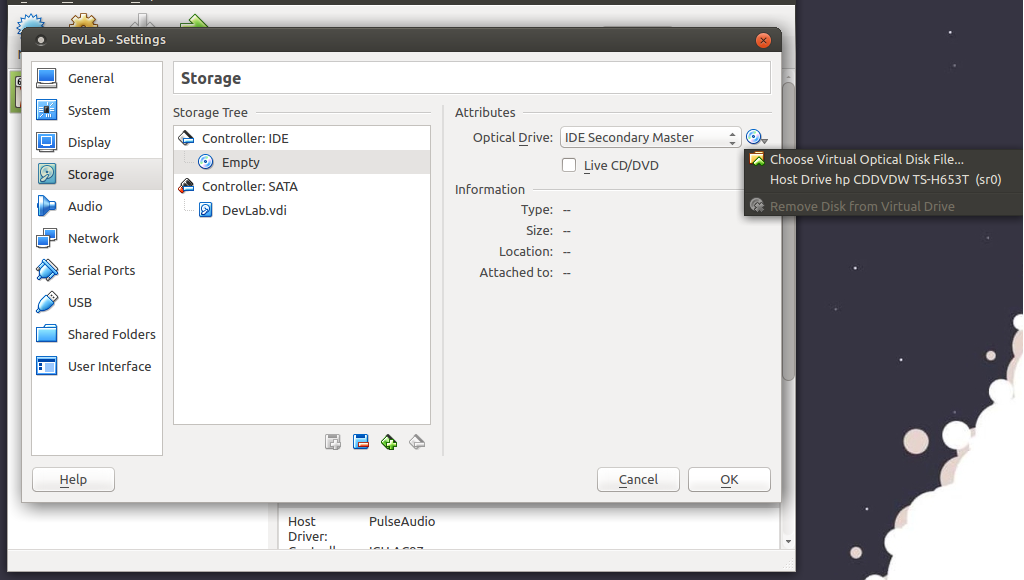 DevLab - Settings
General
System
Display
Storage
Audio
Network
Serial Ports
USB
Shared Folders
User Interface
Storage
Storage Tree
Controller: IDE
Empty
Controller: SATA
DevLab.vdi
Attributes
Optical Drive: IDE Secondary Master
Live CD/DVD
Information
Type: --
Size: --
Location: --
Attached to: --
Choose Virtual Optical Disk File...
Host Drive hp CDDVDW TS-H653T (sr0)
Remove Disk from Virtual Drive
Help
Cancel
OK
Host PulseAudio
Driver: